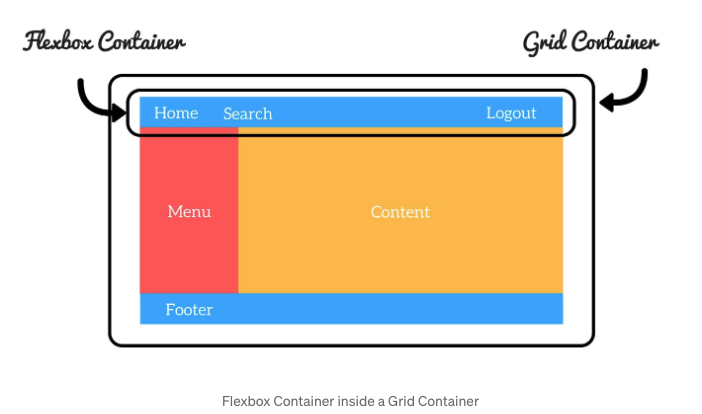 Flexbox Container
Grid Container
Home Search Logout
Menu
Content
Footer
Flexbox Container inside a Grid Container